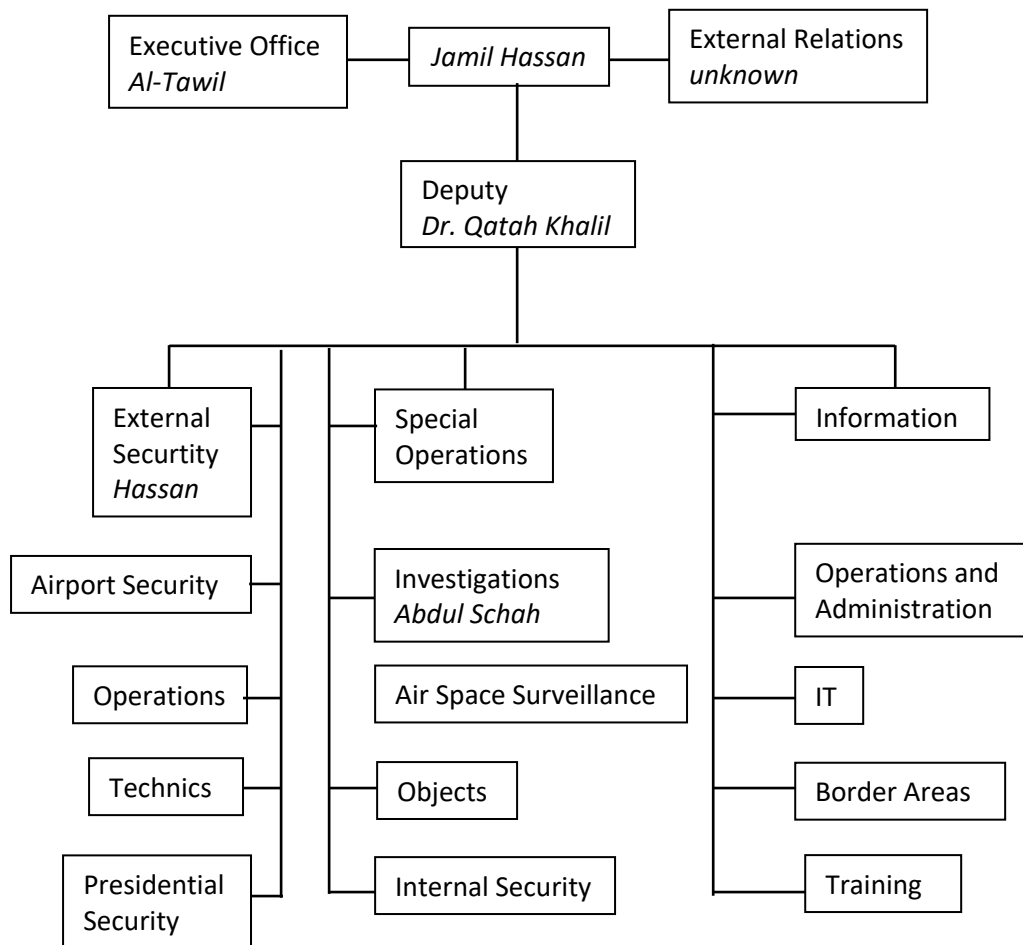 Executive Office
Al-Tawil
Jamil Hassan
External Relations
unknown
Deputy
Dr. Qatah Khalil
External
Securtity
Hassan
Special
Operations
Information
Airport Security
Investigations
Abdul Schah
Operations and
Administration
Operations
Air Space Surveillance
IT
Technics
Objects
Border Areas
Presidential
Security
Internal Security
Training